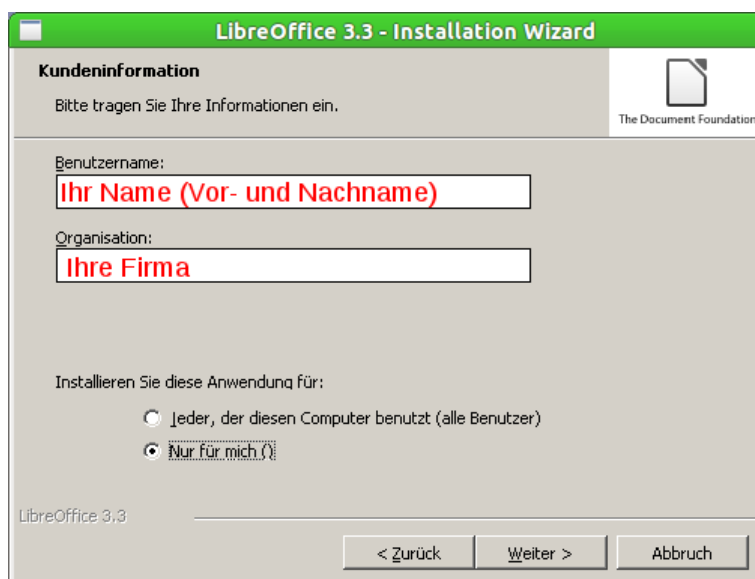 LibreOffice 3.3 - Installation Wizard
Kundeninformation
Bitte tragen Sie Ihre Informationen ein.
The Document Foundation
Benutzername:
Ihr Name (Vor- und Nachname)
Organisation:
Ihre Firma
Installieren Sie diese Anwendung für:
Jeder, der diesen Computer benutzt (alle Benutzer)
Nur für mich ()
LibreOffice 3.3
< Zurück Weiter > Abbruch